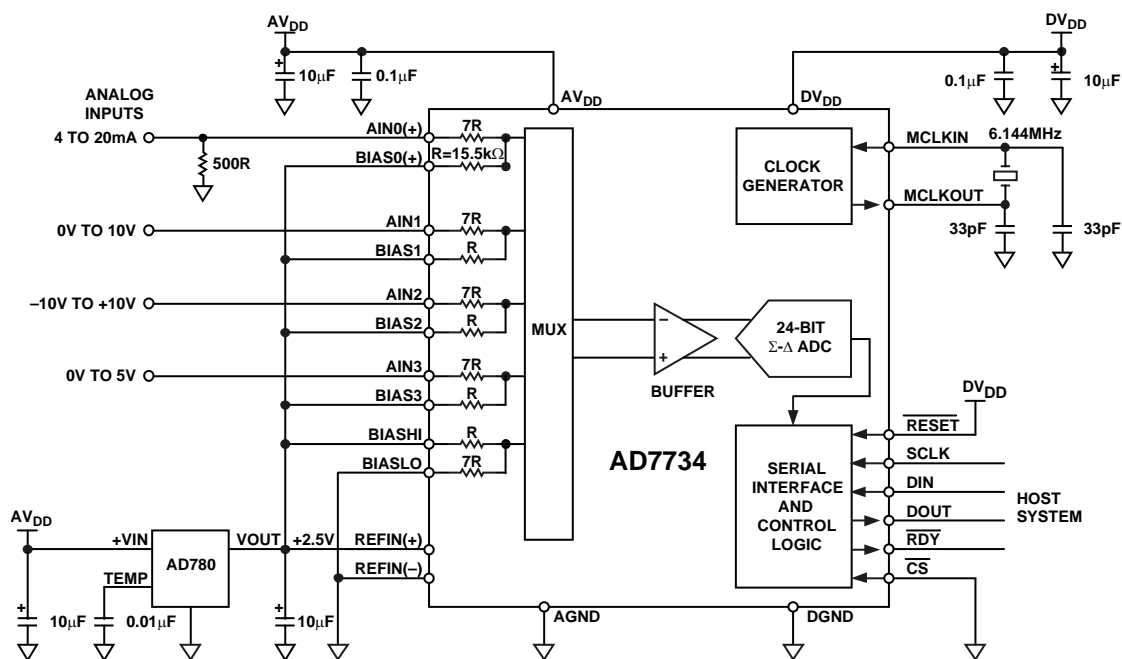 AVDD
10μF
0.1μF
DVDD
0.1μF
10μF
ANALOG
INPUTS
AVDD
DVDD
4 TO 20mA
AIN0(+)
7R
500R
BIAS0(+)
R=15.5kΩ
0V TO 10V
AIN1
7R
BIAS1
R
–10V TO +10V
AIN2
7R
BIAS2
R
0V TO 5V
AIN3
7R
BIAS3
R
BIASHI
R
BIASLO
7R
MUX
CLOCK
GENERATOR
MCLKIN
6.144MHz
MCLKOUT
33pF
33pF
–
+
BUFFER
24-BIT
Σ-Δ ADC
AD7734
SERIAL
INTERFACE
AND
CONTROL
LOGIC
DVDD
RESET
SCLK
DIN
DOUT
RDY
CS
HOST
SYSTEM
AVDD
+VIN
AD780
VOUT
+2.5V
REFIN(+)
TEMP
REFIN(–)
10μF
0.01μF
10μF
AGND
DGND